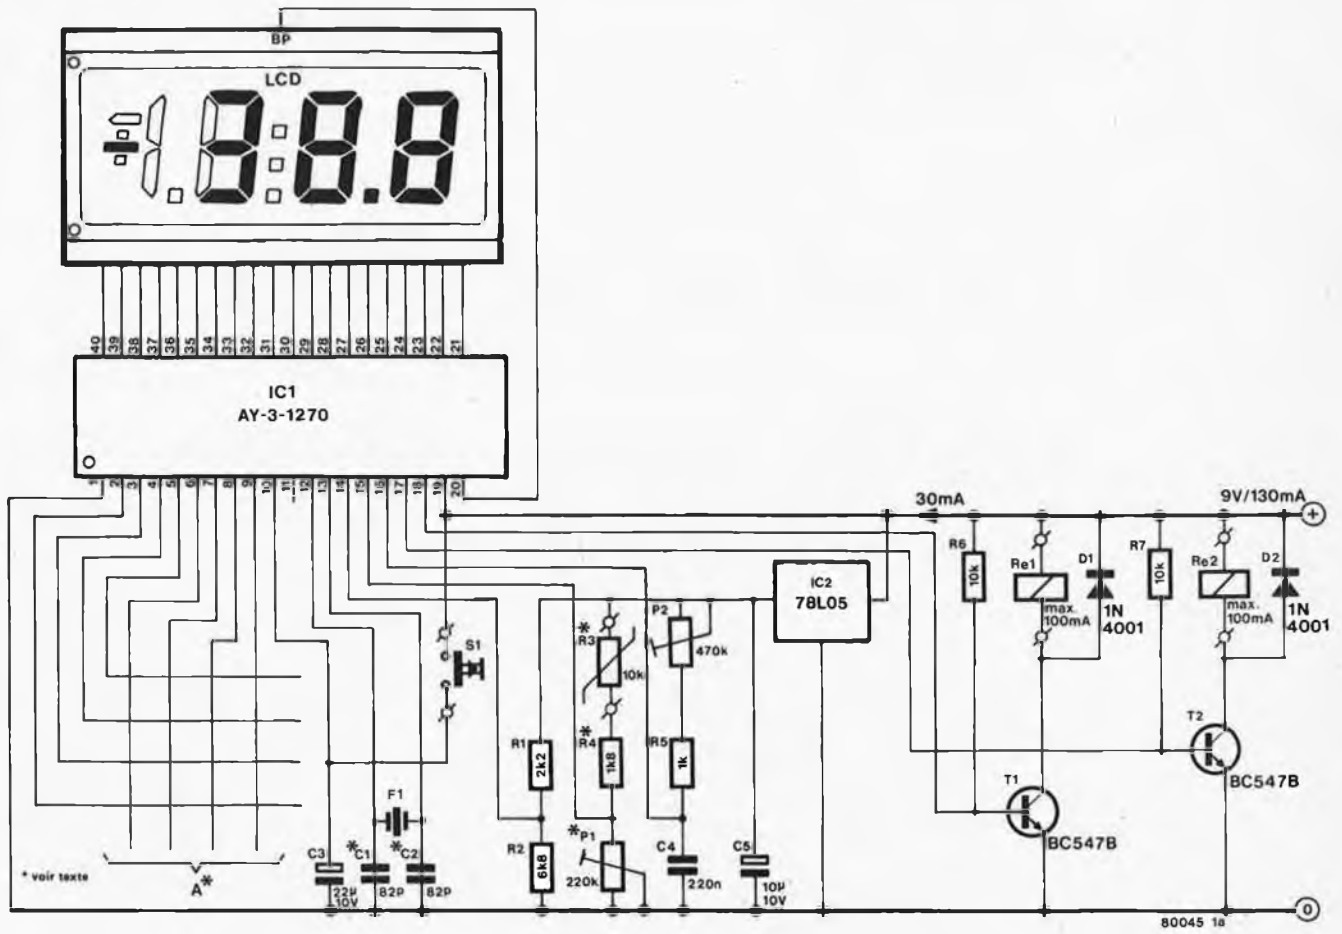 BP
LCD
40 39 38 37 36 35 34 33 32 31 30 29 28 27 26 25 24 23 22 21
IC1
AY-3-1270
1 2 3 4 5 6 7 8 9 10 11 12 13 14 15 16 17 18 19 20
30mA
9V/130mA
+
R6
10k
Re1
max.
100mA
D1
1N
4001
R7
10k
Re2
max.
100mA
D2
1N
4001
IC2
78L05
P2
470k
*
R3
10k
S1
R1
2k2
*
R4
1k8
R5
1k
T2
BC547B
T1
BC547B
F1
C3
22µ
10V
*
C1
82p
*
C2
82p
R2
6k8
*
P1
220k
C4
220n
C5
10µ
10V
* voir texte
A*
0
80045 1a